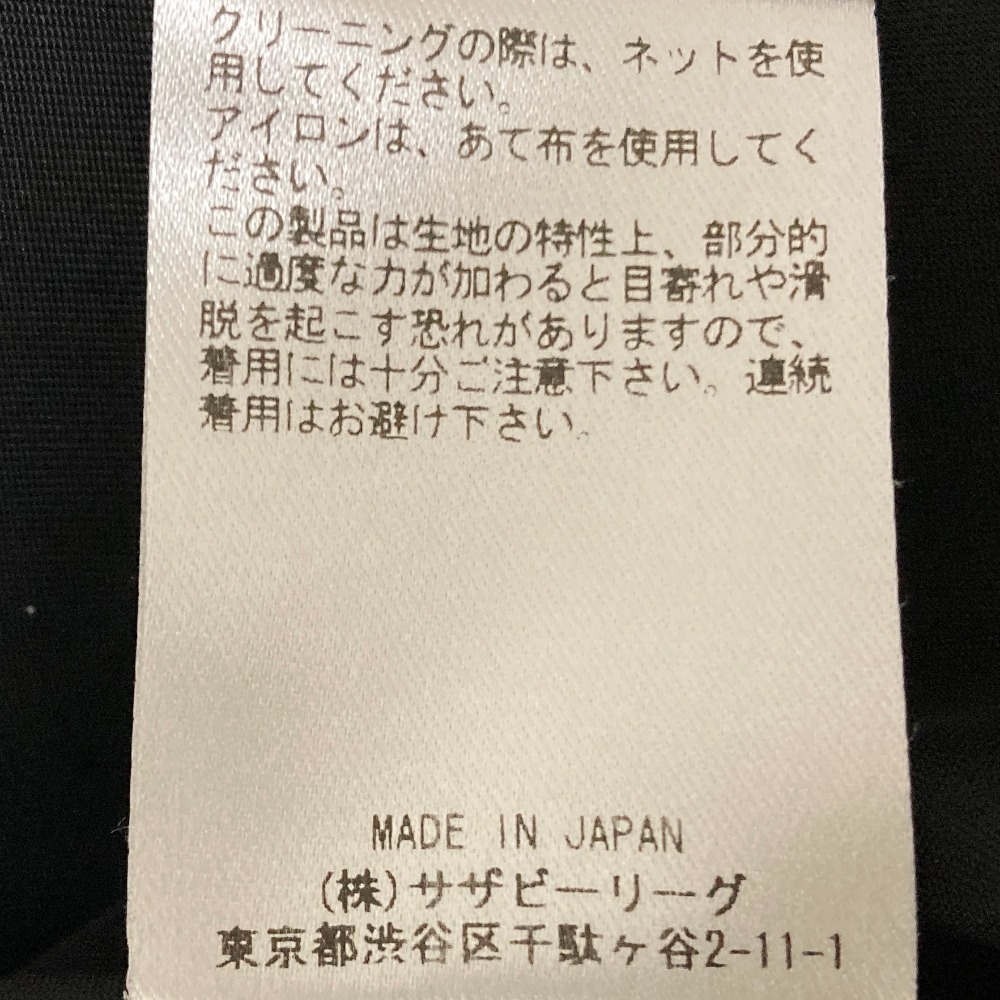 クリーニングの際は、ネットを使
用してください。
アイロンは、あて布を使用してく
ださい。
この製品は生地の特性上、部分的
に過度な力が加わると目寄れや滑
脱を起こす恐れがありますので、
着用には十分ご注意下さい。連続
着用はお避け下さい。
MADE IN JAPAN
(株)サザビーリーグ
東京都渋谷区千駄ヶ谷2-11-1